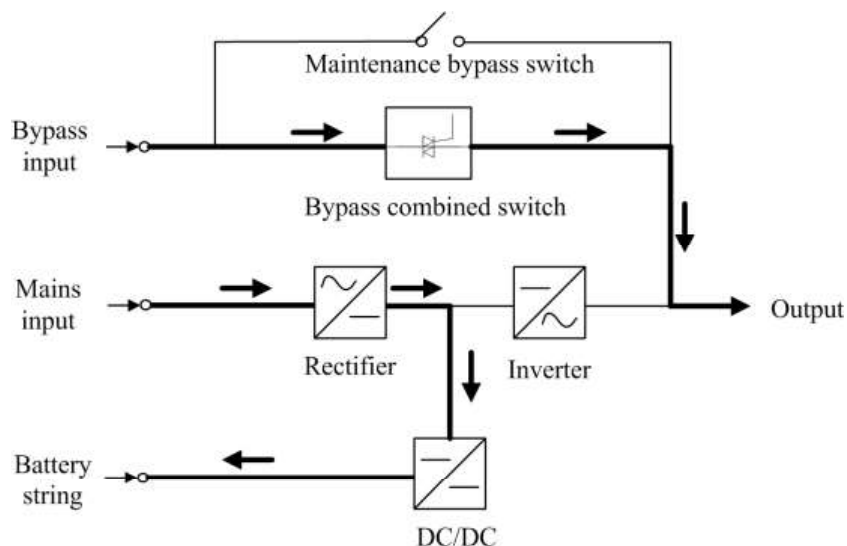 Maintenance bypass switch
Bypass
input
Bypass combined switch
Mains
input
Output
Rectifier
Inverter
Battery
string
DC/DC